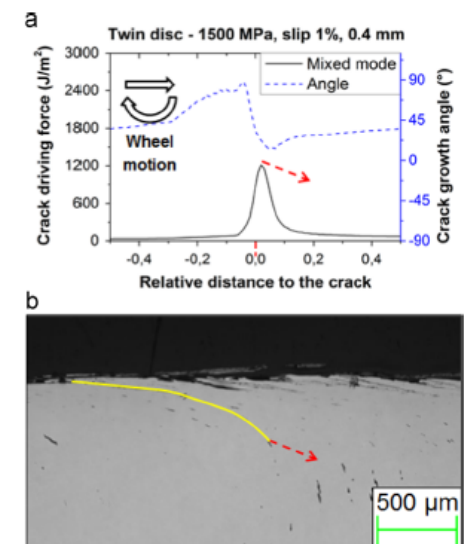 a
Twin disc - 1500 MPa, slip 1%, 0.4 mm
Crack driving force (J/m²)
3000
2400
1800
1200
600
0
Mixed mode
Angle
Wheel
motion
90
45
0
-45
-90
Crack growth angle (°)
-0,4 -0,2 0,0 0,2 0,4
Relative distance to the crack
b
500 µm